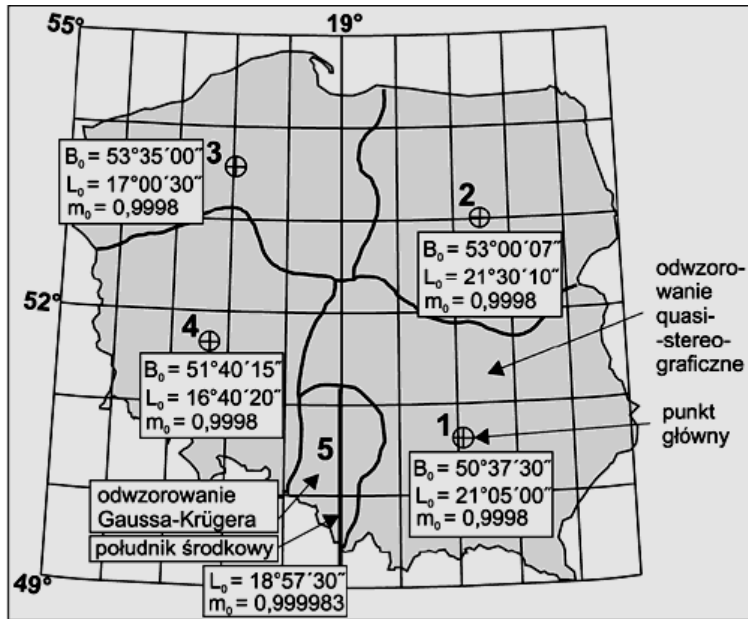 55°
19°
3
B₀ = 53°35´00˝
L₀ = 17°00´30˝
m₀ = 0,9998
2
B₀ = 53°00´07˝
L₀ = 21°30´10˝
m₀ = 0,9998
odwzoro-
wanie
quasi-
-stereo-
graficzne
52°
4
B₀ = 51°40´15˝
L₀ = 16°40´20˝
m₀ = 0,9998
1
punkt
główny
B₀ = 50°37´30˝
L₀ = 21°05´00˝
m₀ = 0,9998
5
odwzorowanie
Gaussa-Krügera
południk środkowy
49°
L₀ = 18°57´30˝
m₀ = 0,999983